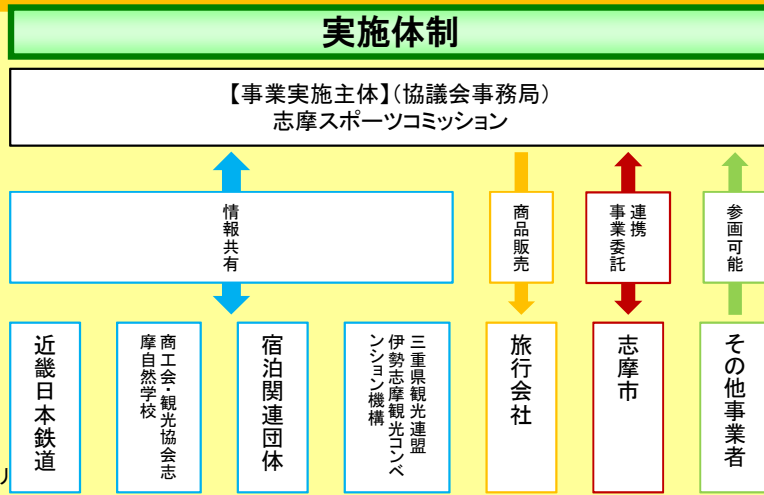 実施体制
【事業実施主体】(協議会事務局)
志摩スポーツコミッション
情報共有
商品販売
連携
事業委託
参画可能
近畿日本鉄道
商工会・観光協会志
摩自然学校
宿泊関連団体
三重県観光連盟
伊勢志摩観光コンベ
ンション機構
旅行会社
志摩市
その他事業者